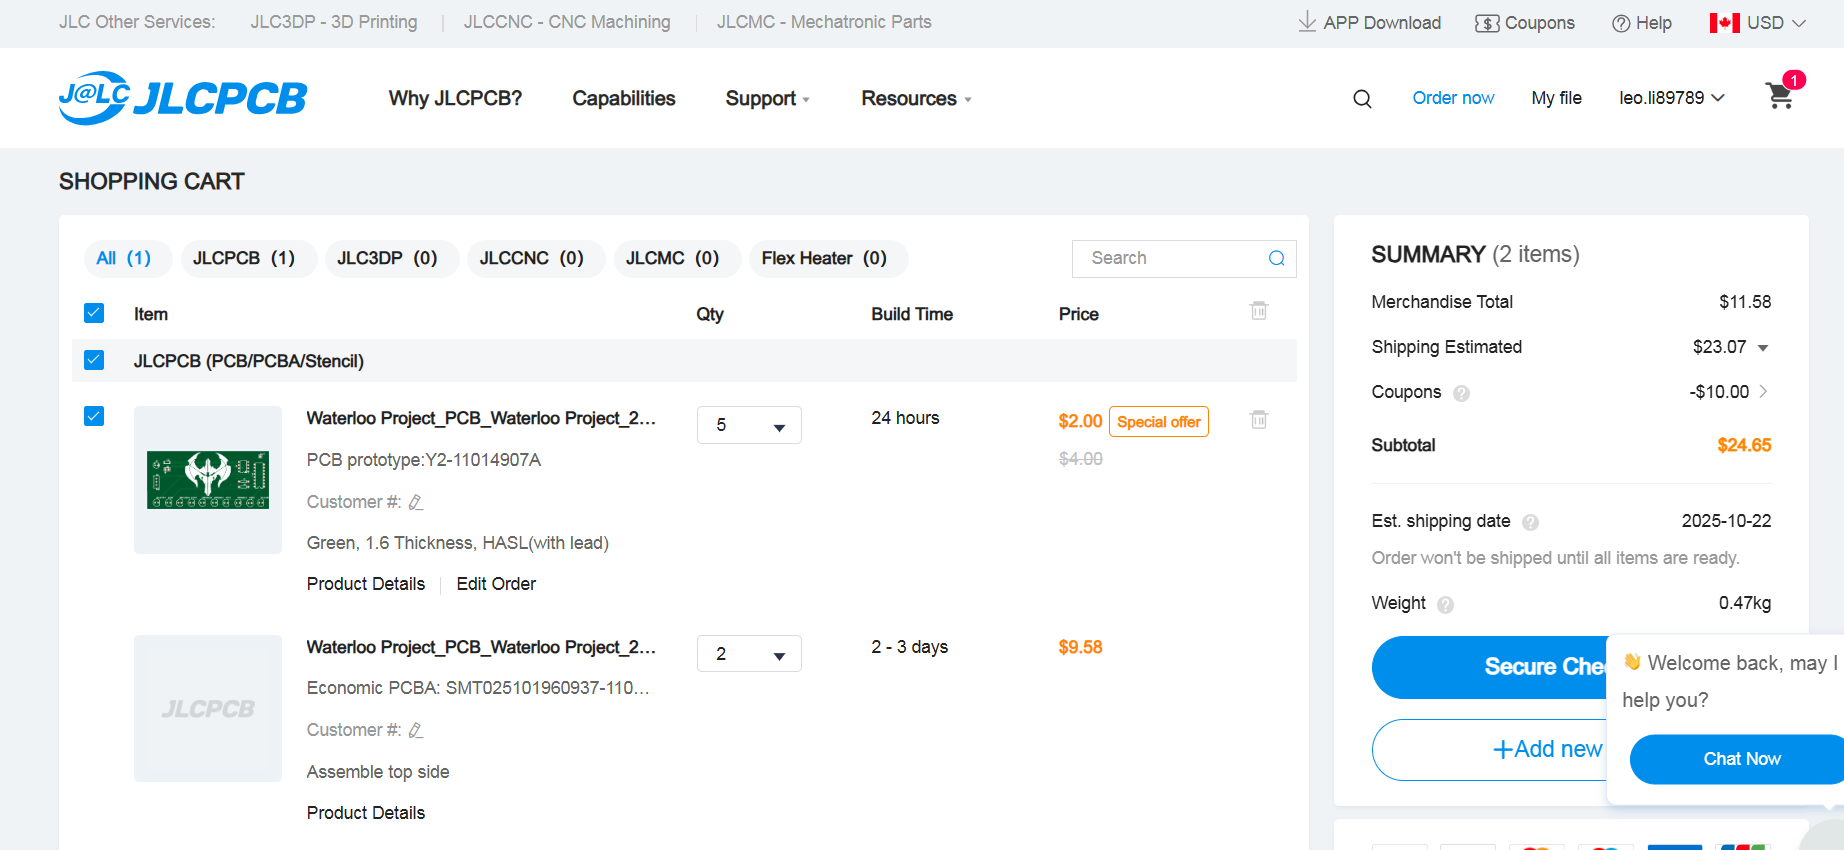 JLC Other Services: JLC3DP - 3D Printing | JLCCNC - CNC Machining | JLCMC - Mechatronic Parts APP Download Coupons Help USD
J@LC JLCPCB Why JLCPCB? Capabilities Support Resources Order now My file leo.li89789 1
SHOPPING CART
All (1) JLCPCB (1) JLC3DP (0) JLCCNC (0) JLCMC (0) Flex Heater (0) Search
Item Qty Build Time Price
JLCPCB (PCB/PCBA/Stencil)
Waterloo Project_PCB_Waterloo Project_2... 5 24 hours $2.00 Special offer
PCB prototype:Y2-11014907A $4.00
Customer #:
Green, 1.6 Thickness, HASL(with lead)
Product Details | Edit Order
Waterloo Project_PCB_Waterloo Project_2... 2 2 - 3 days $9.58
Economic PCBA: SMT025101960937-110...
JLCPCB
Customer #:
Assemble top side
Product Details
SUMMARY (2 items)
Merchandise Total $11.58
Shipping Estimated $23.07
Coupons ? -$10.00
Subtotal $24.65
Est. shipping date ? 2025-10-22
Order won't be shipped until all items are ready.
Weight ? 0.47kg
Secure
+Add new
👋 Welcome back, may I
help you?
Chat Now